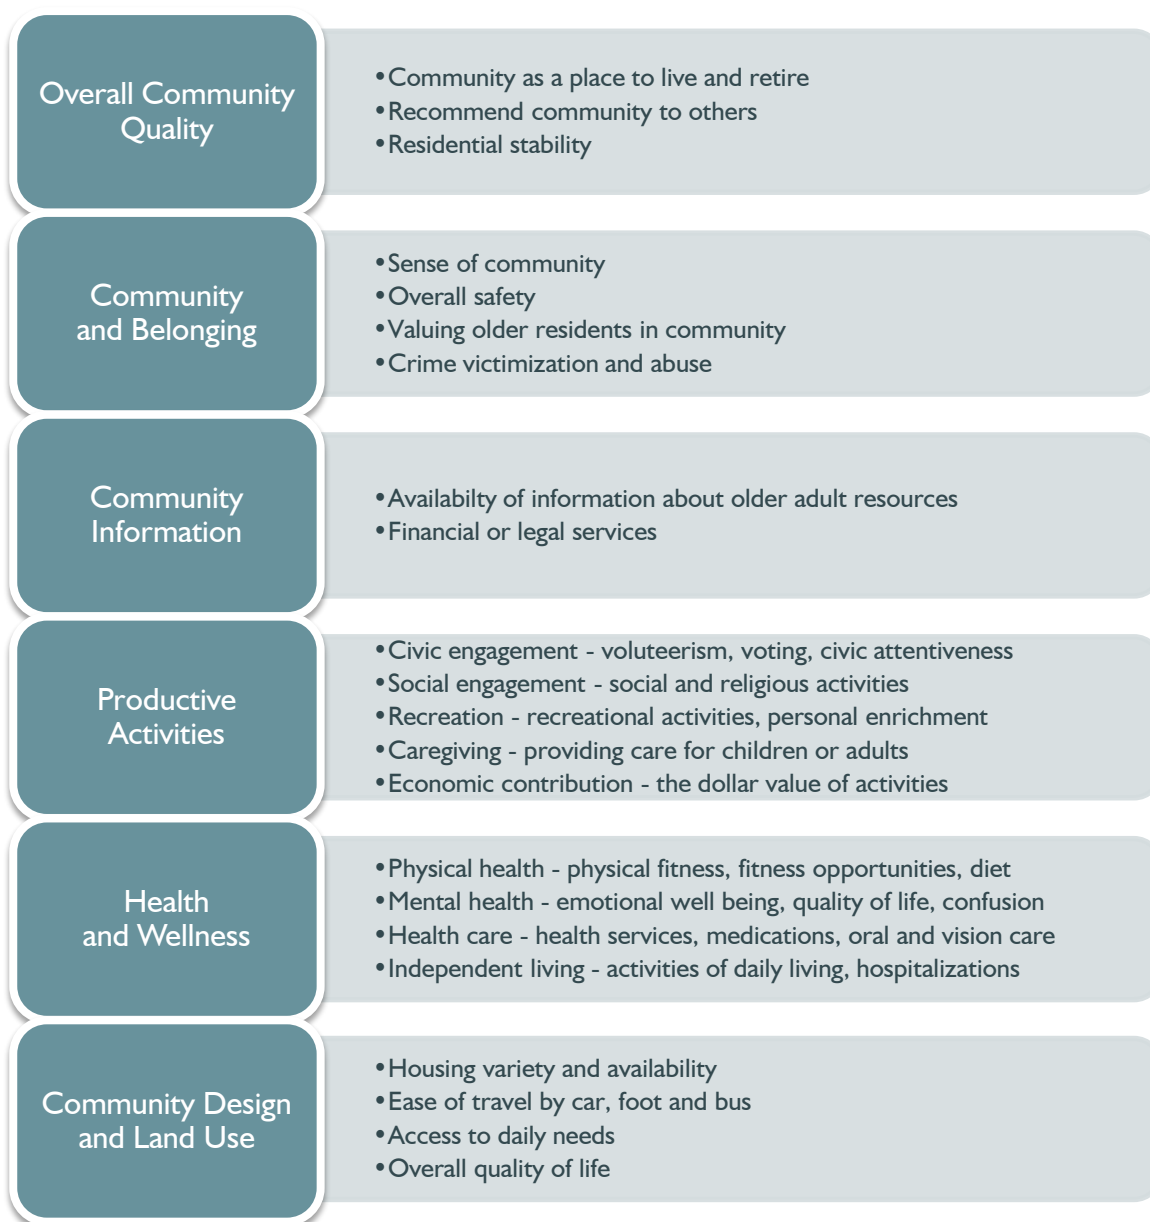 Overall Community
Quality
•Community as a place to live and retire
•Recommend community to others
•Residential stability
Community
and Belonging
•Sense of community
•Overall safety
•Valuing older residents in community
•Crime victimization and abuse
Community
Information
•Availabilty of information about older adult resources
•Financial or legal services
Productive
Activities
•Civic engagement - voluteerism, voting, civic attentiveness
•Social engagement - social and religious activities
•Recreation - recreational activities, personal enrichment
•Caregiving - providing care for children or adults
•Economic contribution - the dollar value of activities
Health
and Wellness
•Physical health - physical fitness, fitness opportunities, diet
•Mental health - emotional well being, quality of life, confusion
•Health care - health services, medications, oral and vision care
•Independent living - activities of daily living, hospitalizations
Community Design
and Land Use
•Housing variety and availability
•Ease of travel by car, foot and bus
•Access to daily needs
•Overall quality of life